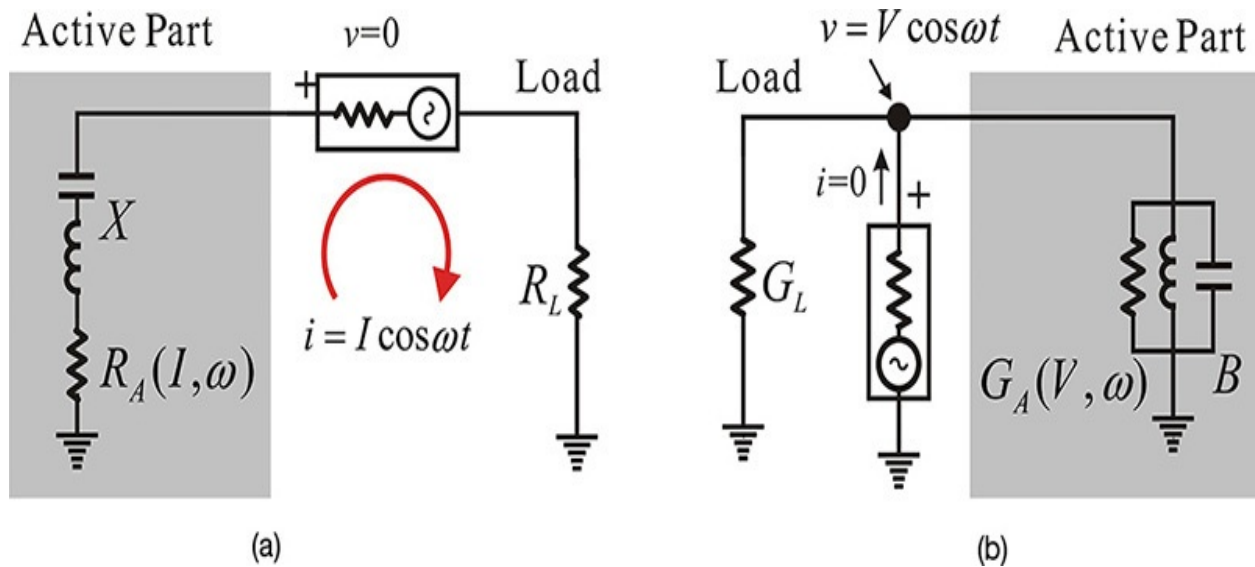 Active Part
v=0
+
Load
X
R_L
i = I cosωt
R_A(I,ω)
(a)
v = V cosωt
Active Part
Load
i=0
+
G_L
G_A(V,ω)
B
(b)